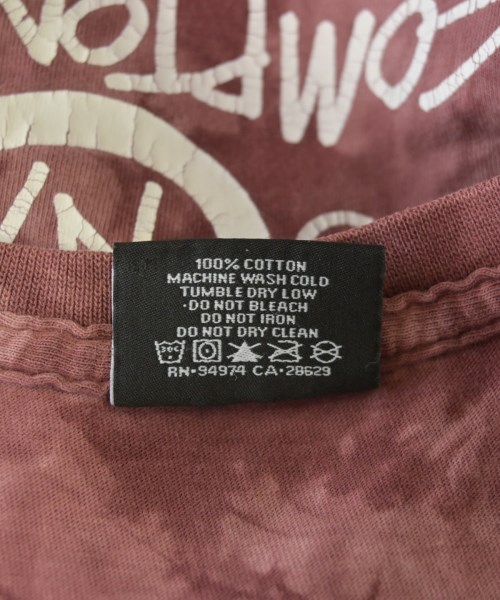 100% COTTON
MACHINE WASH COLD
TUMBLE DRY LOW
DO NOT BLEACH
DO NOT IRON
DO NOT DRY CLEAN
30C
RN·94974 CA·28629